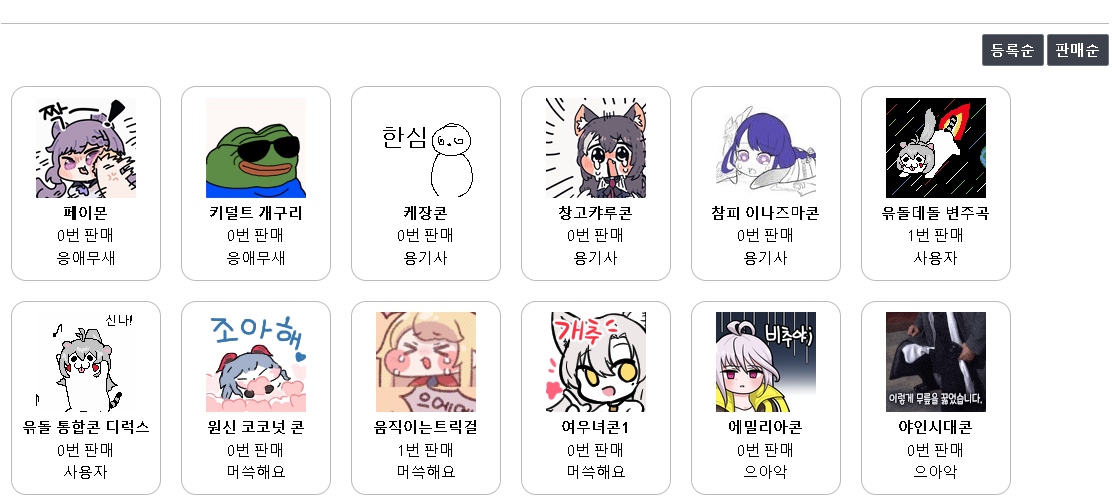 등록순 판매순
짝 !
한심
페이몬
0번 판매
응애무새
키덜트 개구리
0번 판매
응애무새
케장콘
0번 판매
용기사
창고캬루콘
0번 판매
용기사
참피 이나즈마콘
0번 판매
용기사
윾돌데돌 변주곡
1번 판매
사용자
신나!
조아해
으에에
개추
비추야;
이렇게 무릎을 꿇었습니다.
윾돌 통합콘 디럭스
0번 판매
사용자
원신 코코넛 콘
0번 판매
머쓱해요
움직이는트릭컬
1번 판매
머쓱해요
여우녀콘1
0번 판매
머쓱해요
에밀리아콘
0번 판매
으아악
야인시대콘
0번 판매
으아악